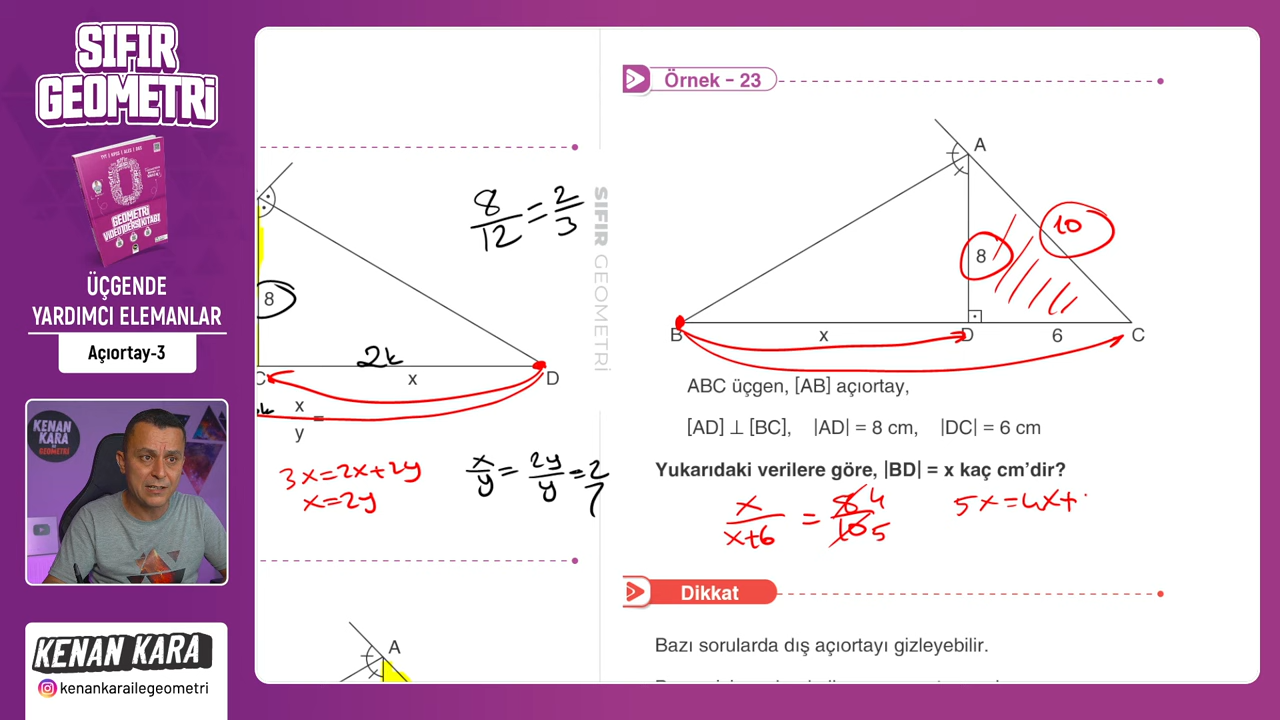 SIFIR
GEOMETRİ
GEOMETRİ
VİDEO DERS KİTABI
ÜÇGENDE
YARDIMCI ELEMANLAR
Açıortay-3
KENAN
KARA
KENAN KARA
kenankarailegeometri
8
C
2k
x
D
x
y
=
8/12 = 2/3
3x=2x+2y
x=2y
x/y = 2y/y = 2
SIFIR GEOMETRİ
A
Örnek - 23
A
8
10
B
x
D
6
C
ABC üçgen, [AB] açıortay,
[AD] ⊥ [BC], |AD| = 8 cm, |DC| = 6 cm
Yukarıdaki verilere göre, |BD| = x kaç cm'dir?
x/x+6 = 8/10 4/5
5x=4x+
Dikkat
Bazı sorularda dış açıortayı gizleyebilir.